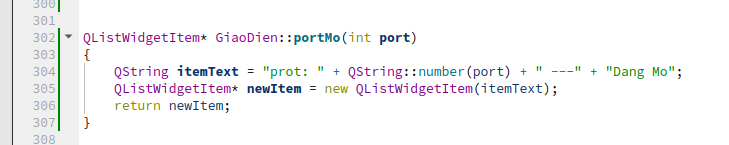 300
301
302 QListWidgetItem* GiaoDien::portMo(int port)
303 {
304 QString itemText = "prot: " + QString::number(port) + " ---" + "Dang Mo";
305 QListWidgetItem* newItem = new QListWidgetItem(itemText);
306 return newItem;
307 }
308